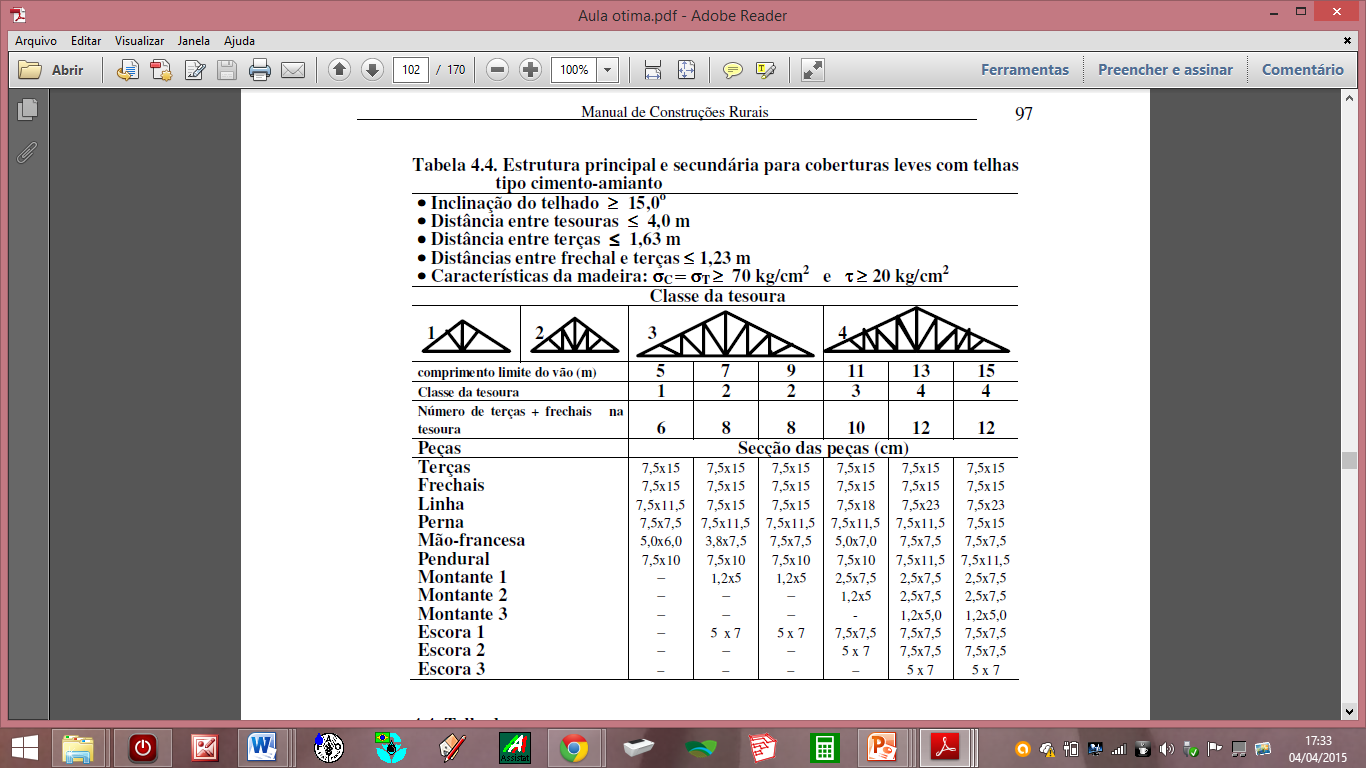 Aula otima.pdf - Adobe Reader
Arquivo Editar Visualizar Janela Ajuda
Abrir 102 / 170 100% Ferramentas Preencher e assinar Comentário
Manual de Construções Rurais 97
Tabela 4.4. Estrutura principal e secundária para coberturas leves com telhas
tipo cimento-amianto
• Inclinação do telhado ≥ 15,0º
• Distância entre tesouras ≤ 4,0 m
• Distância entre terças ≤ 1,63 m
• Distâncias entre frechal e terças ≤ 1,23 m
• Características da madeira: σC = σT ≥ 70 kg/cm² e τ ≥ 20 kg/cm²
Classe da tesoura
1 2 3 4
comprimento limite do vão (m) 5 7 9 11 13 15
Classe da tesoura 1 2 2 3 4 4
Número de terças + frechais na
tesoura 6 8 8 10 12 12
Peças Secção das peças (cm)
Terças 7,5x15 7,5x15 7,5x15 7,5x15 7,5x15 7,5x15
Frechais 7,5x15 7,5x15 7,5x15 7,5x15 7,5x15 7,5x15
Linha 7,5x11,5 7,5x15 7,5x15 7,5x18 7,5x23 7,5x23
Perna 7,5x7,5 7,5x11,5 7,5x11,5 7,5x11,5 7,5x11,5 7,5x15
Mão-francesa 5,0x6,0 3,8x7,5 7,5x7,5 5,0x7,0 7,5x7,5 7,5x7,5
Pendural 7,5x10 7,5x10 7,5x10 7,5x10 7,5x11,5 7,5x11,5
Montante 1 – 1,2x5 1,2x5 2,5x7,5 2,5x7,5 2,5x7,5
Montante 2 – – – 1,2x5 2,5x7,5 2,5x7,5
Montante 3 – – – - 1,2x5,0 1,2x5,0
Escora 1 – 5 x 7 5 x 7 7,5x7,5 7,5x7,5 7,5x7,5
Escora 2 – – – 5 x 7 7,5x7,5 7,5x7,5
Escora 3 – – – – 5 x 7 5 x 7
Assistat
17:33
04/04/2015